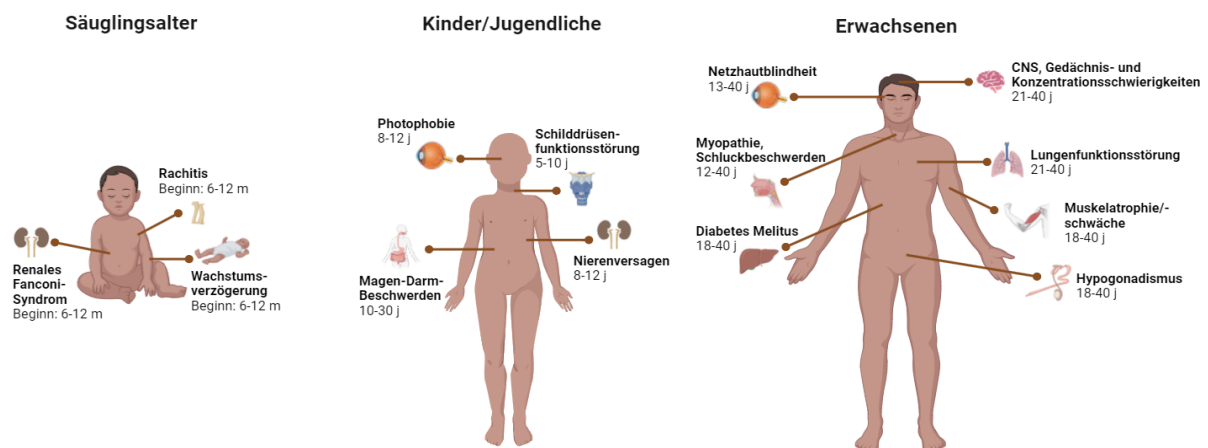 Säuglingsalter
Rachitis
Beginn: 6-12 m
Renales
Fanconi-
Syndrom
Beginn: 6-12 m
Wachstums-
verzögerung
Beginn: 6-12 m
Kinder/Jugendliche
Photophobie
8-12 j
Schilddrüsen-
funktionsstörung
5-10 j
Magen-Darm-
Beschwerden
10-30 j
Nierenversagen
8-12 j
Erwachsenen
Netzhautblindheit
13-40 j
CNS, Gedächnis- und
Konzentrationsschwierigkeiten
21-40 j
Myopathie,
Schluckbeschwerden
12-40 j
Lungenfunktionsstörung
21-40 j
Muskelatrophie/-
schwäche
18-40 j
Diabetes Melitus
18-40 j
Hypogonadismus
18-40 j